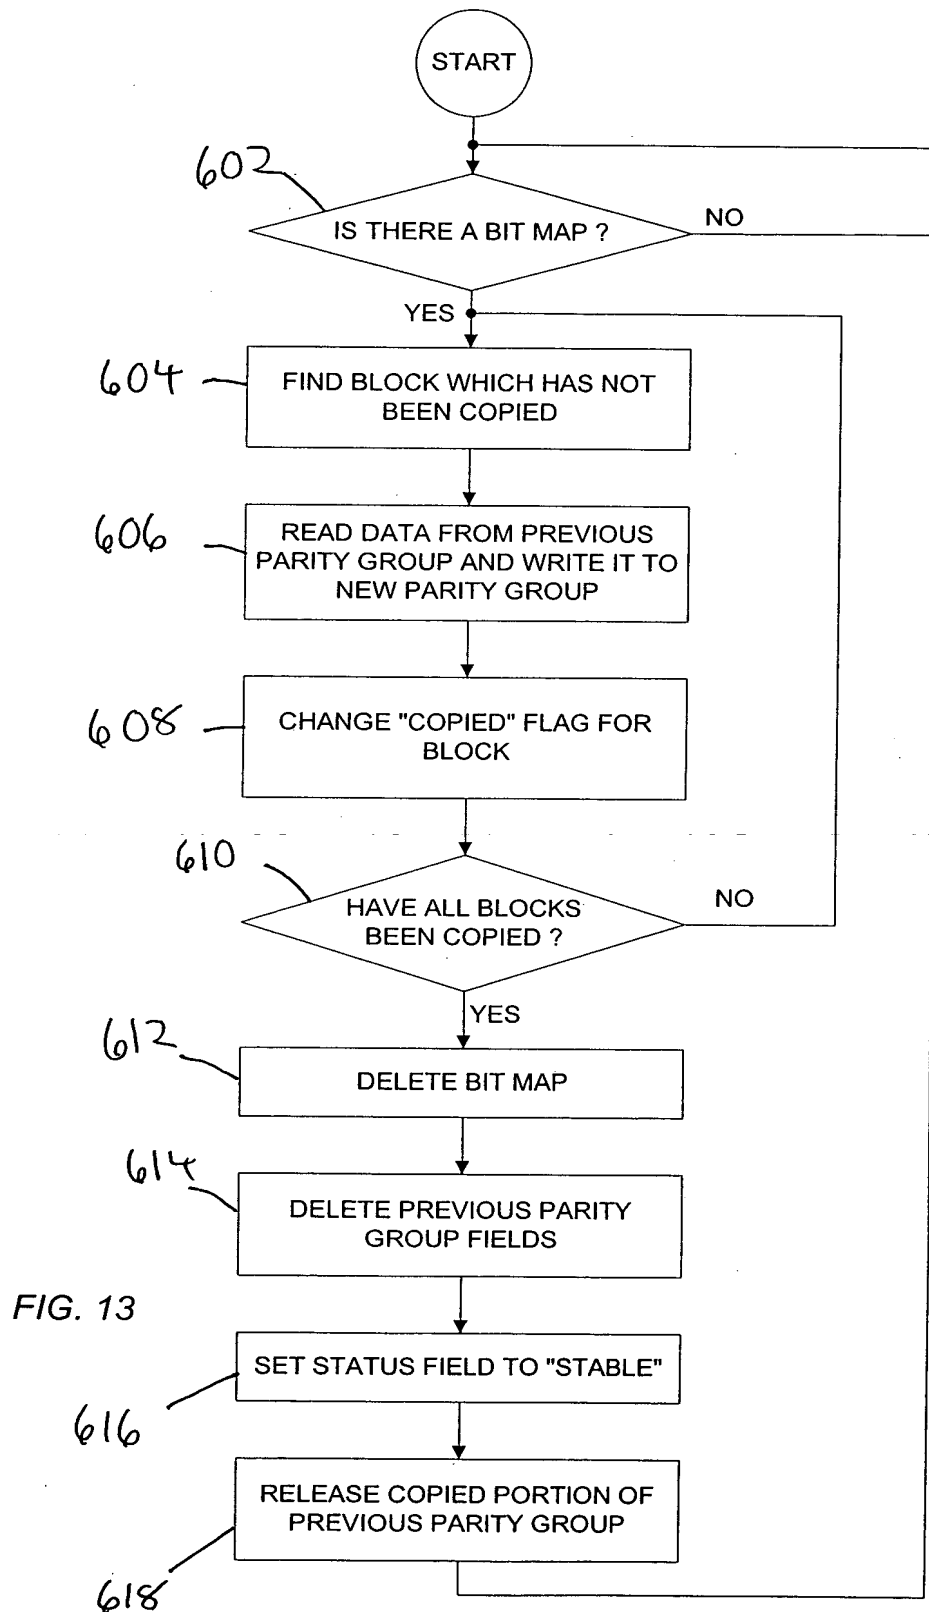 START
602
IS THERE A BIT MAP ?
NO
YES
604
FIND BLOCK WHICH HAS NOT
BEEN COPIED
606
READ DATA FROM PREVIOUS
PARITY GROUP AND WRITE IT TO
NEW PARITY GROUP
608
CHANGE "COPIED" FLAG FOR
BLOCK
610
HAVE ALL BLOCKS
BEEN COPIED ?
NO
YES
612
DELETE BIT MAP
614
DELETE PREVIOUS PARITY
GROUP FIELDS
FIG. 13
SET STATUS FIELD TO "STABLE"
616
RELEASE COPIED PORTION OF
PREVIOUS PARITY GROUP
618